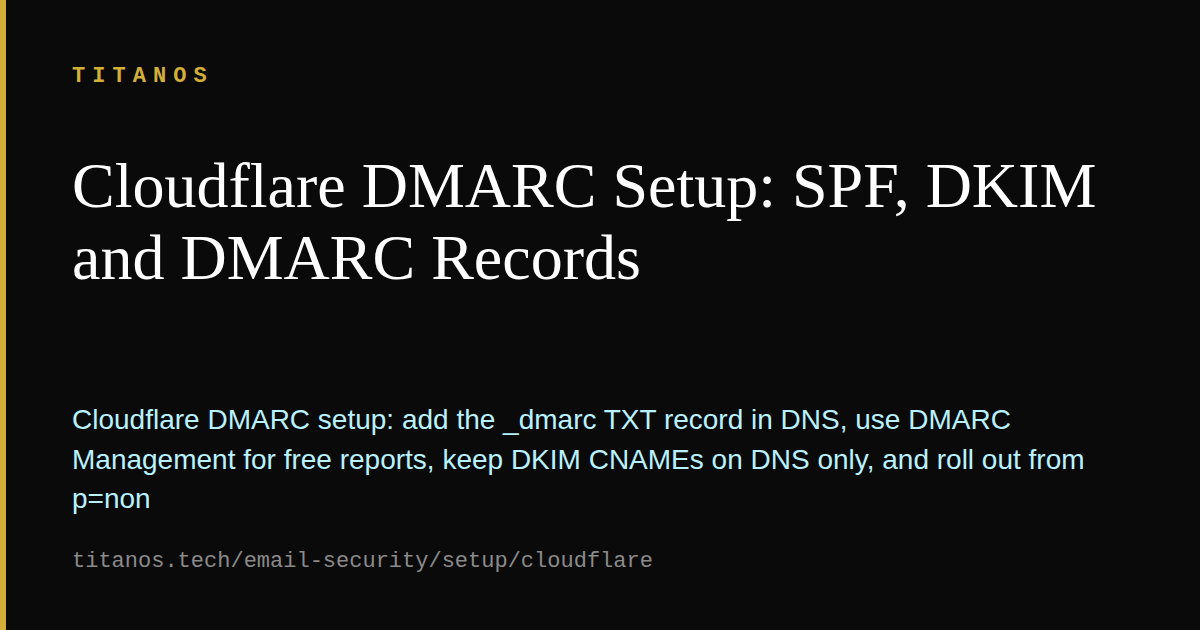 TITANOS
Cloudflare DMARC Setup: SPF, DKIM
and DMARC Records
Cloudflare DMARC setup: add the _dmarc TXT record in DNS, use DMARC
Management for free reports, keep DKIM CNAMEs on DNS only, and roll out from
p=non
titanos.tech/email-security/setup/cloudflare